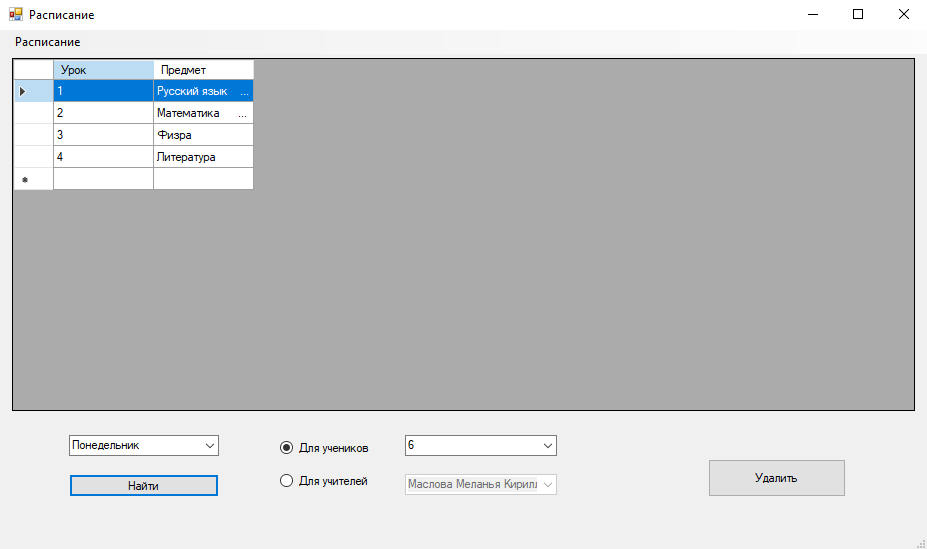 Расписание
Расписание
Урок Предмет
1 Русский язык ...
2 Математика ...
3 Физра
4 Литература
*
Понедельник Для учеников 6
Найти Для учителей Маслова Меланья Кирилл Удалить